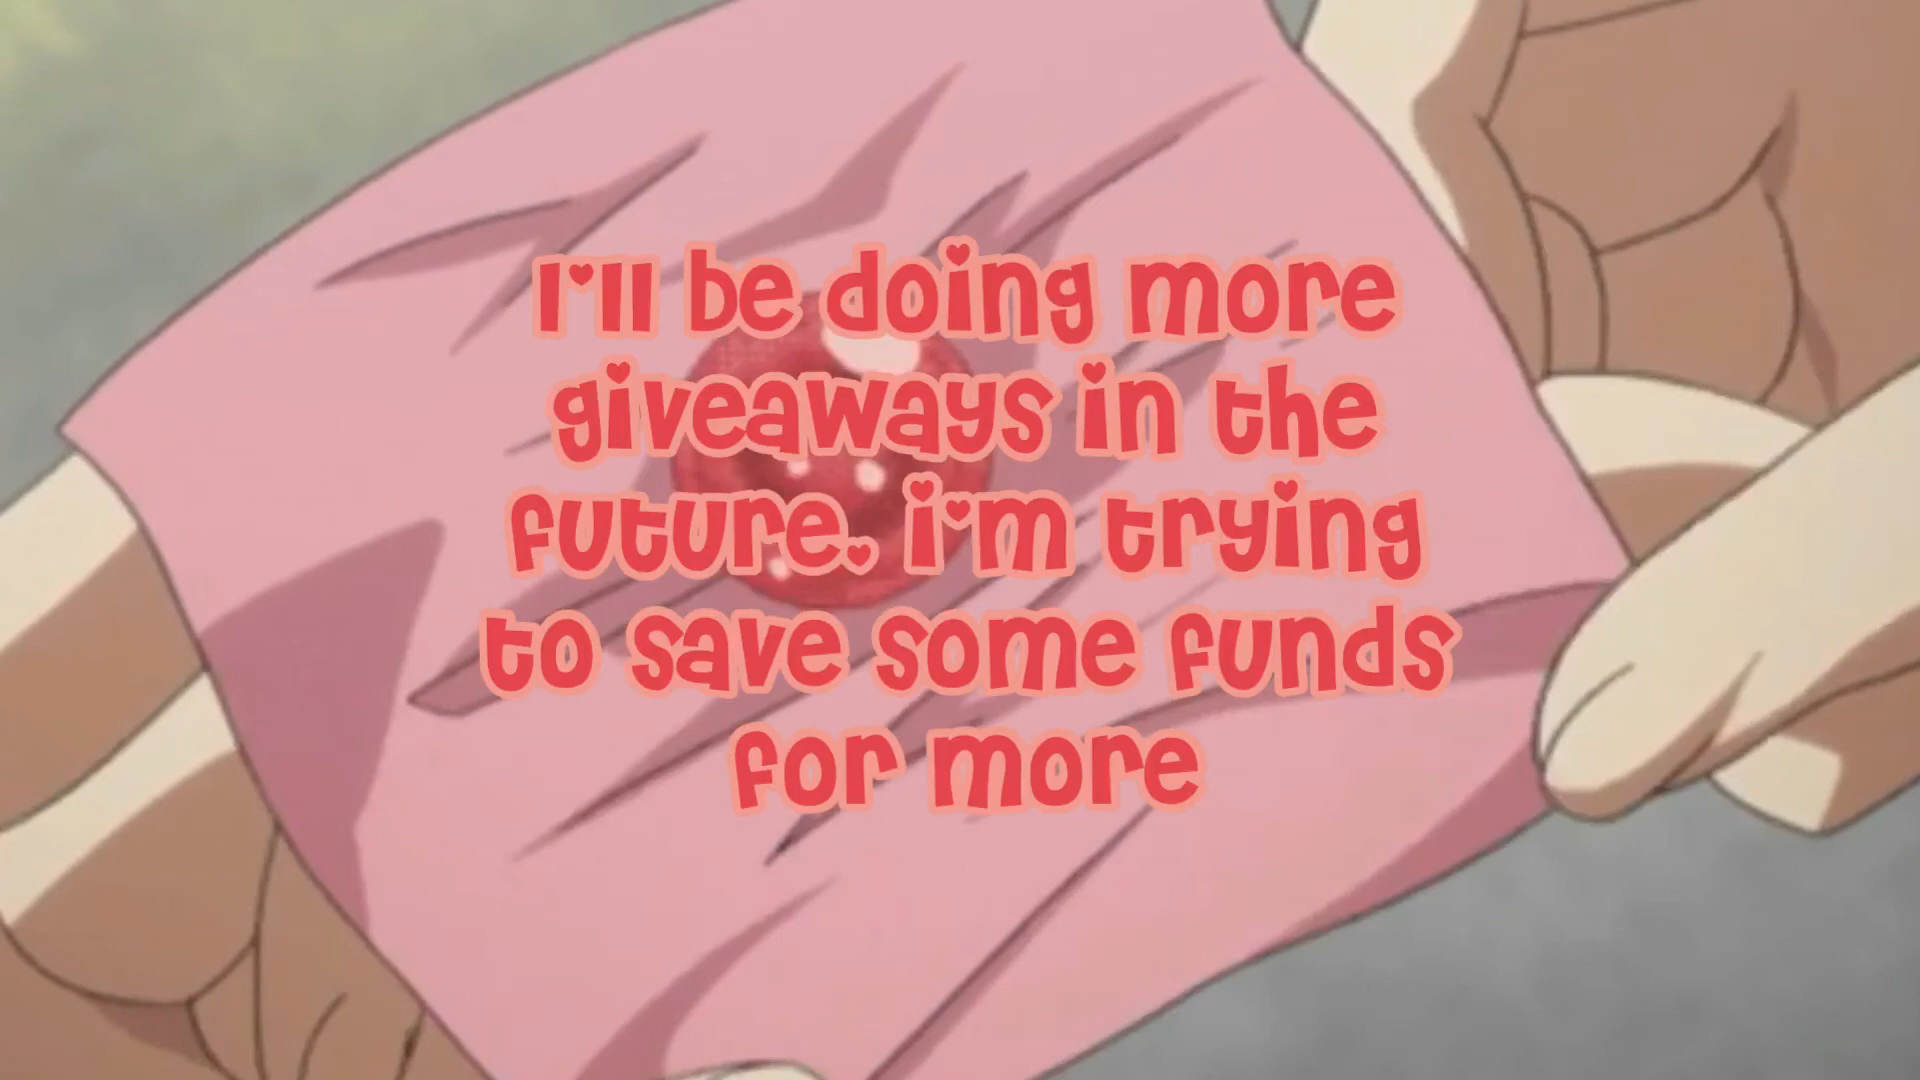 I'll be doing more
giveaways in the
future. i'm trying
to save some funds
for more